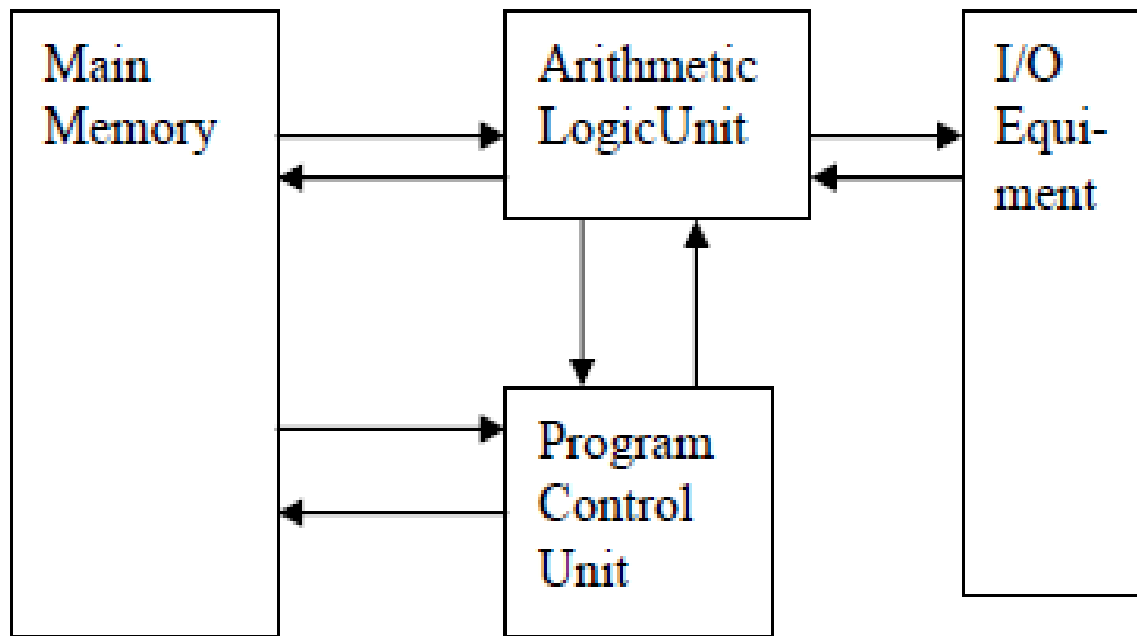 Main
Memory
Arithmetic
LogicUnit
I/O
Equi-
ment
Program
Control
Unit